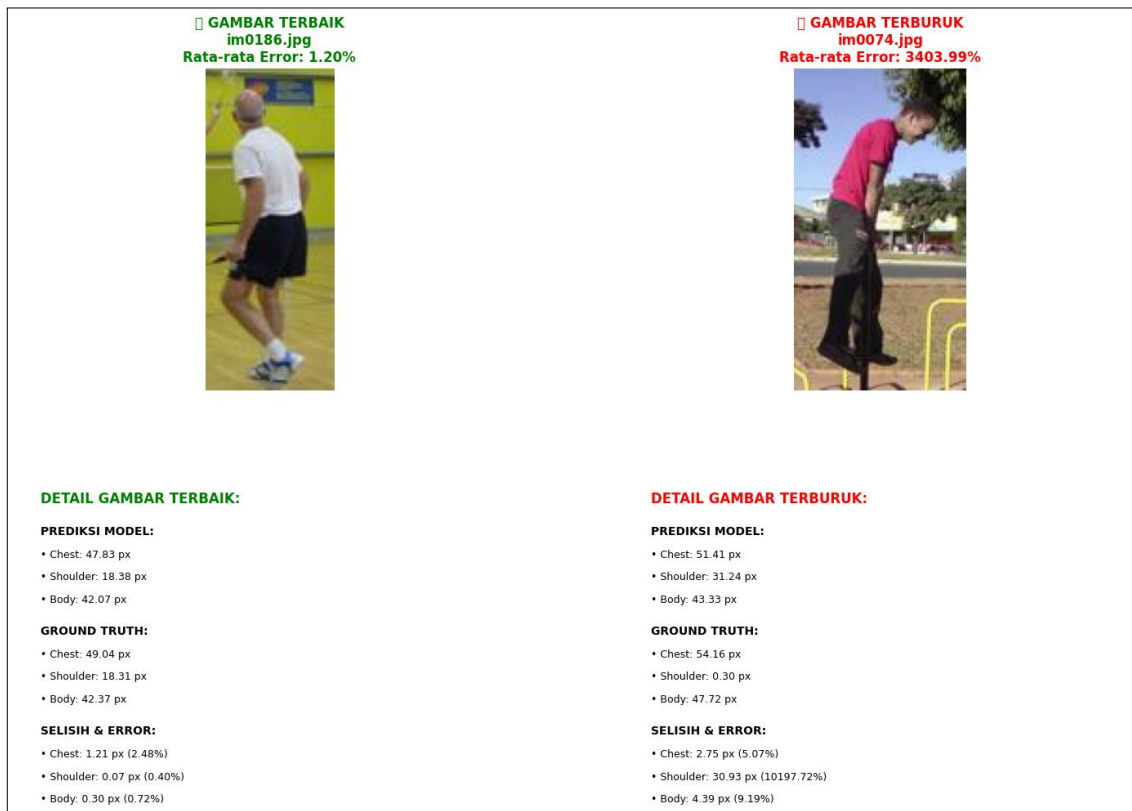 GAMBAR TERBAIK
im0186.jpg
Rata-rata Error: 1.20%
GAMBAR TERBURUK
im0074.jpg
Rata-rata Error: 3403.99%
DETAIL GAMBAR TERBAIK:
PREDIKSI MODEL:
• Chest: 47.83 px
• Shoulder: 18.38 px
• Body: 42.07 px
GROUND TRUTH:
• Chest: 49.04 px
• Shoulder: 18.31 px
• Body: 42.37 px
SELISIH & ERROR:
• Chest: 1.21 px (2.48%)
• Shoulder: 0.07 px (0.40%)
• Body: 0.30 px (0.72%)
DETAIL GAMBAR TERBURUK:
PREDIKSI MODEL:
• Chest: 51.41 px
• Shoulder: 31.24 px
• Body: 43.33 px
GROUND TRUTH:
• Chest: 54.16 px
• Shoulder: 0.30 px
• Body: 47.72 px
SELISIH & ERROR:
• Chest: 2.75 px (5.07%)
• Shoulder: 30.93 px (10197.72%)
• Body: 4.39 px (9.19%)